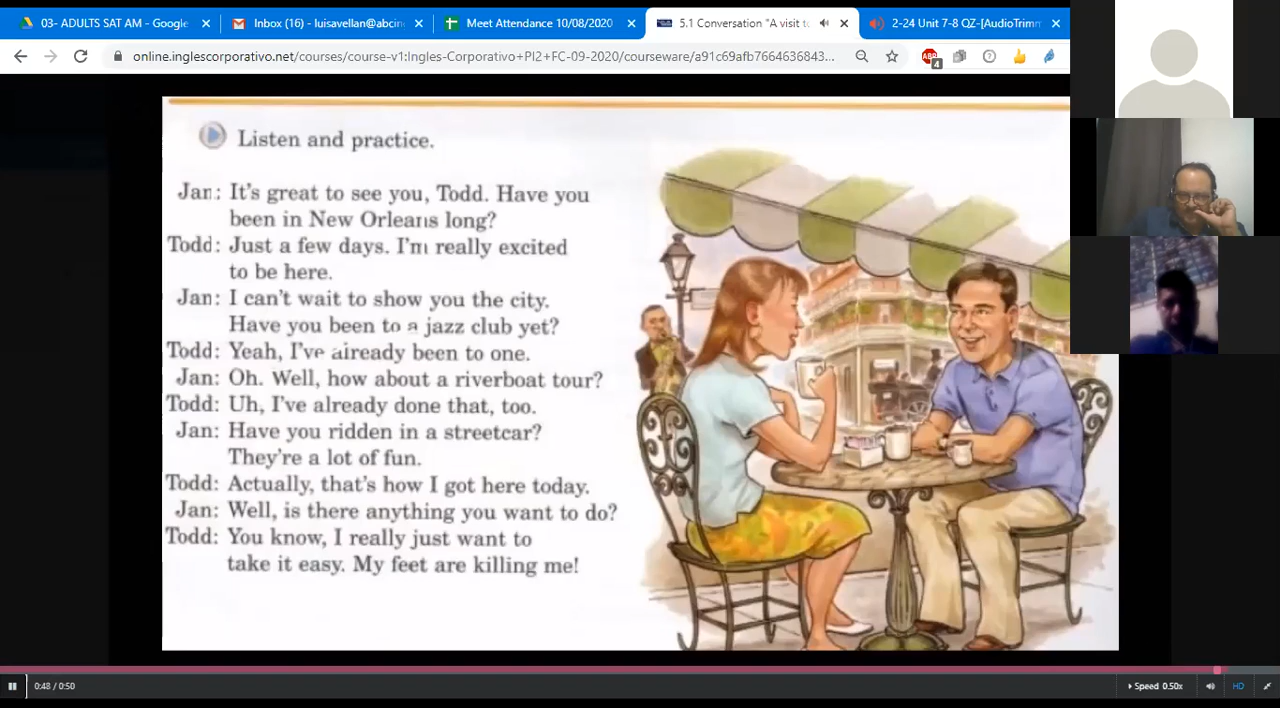 03- ADULTS SAT AM - Google
Inbox (16) - luisavellan@abcin
Meet Attendance 10/08/2020
5.1 Conversation "A visit to
2-24 Unit 7-8 QZ-[AudioTrimm
online.inglescorporativo.net/courses/course-v1:Ingles-Corporativo+PI2+FC-09-2020/courseware/a91c69afb7664636843...
ABP
4
Listen and practice.
Jan: It's great to see you, Todd. Have you
been in New Orleans long?
Todd: Just a few days. I'm really excited
to be here.
Jan: I can't wait to show you the city.
Have you been to a jazz club yet?
Todd: Yeah, I've already been to one.
Jan: Oh. Well, how about a riverboat tour?
Todd: Uh, I've already done that, too.
Jan: Have you ridden in a streetcar?
They're a lot of fun.
Todd: Actually, that's how I got here today.
Jan: Well, is there anything you want to do?
Todd: You know, I really just want to
take it easy. My feet are killing me!
0:48 / 0:50
Speed 0.50x
HD